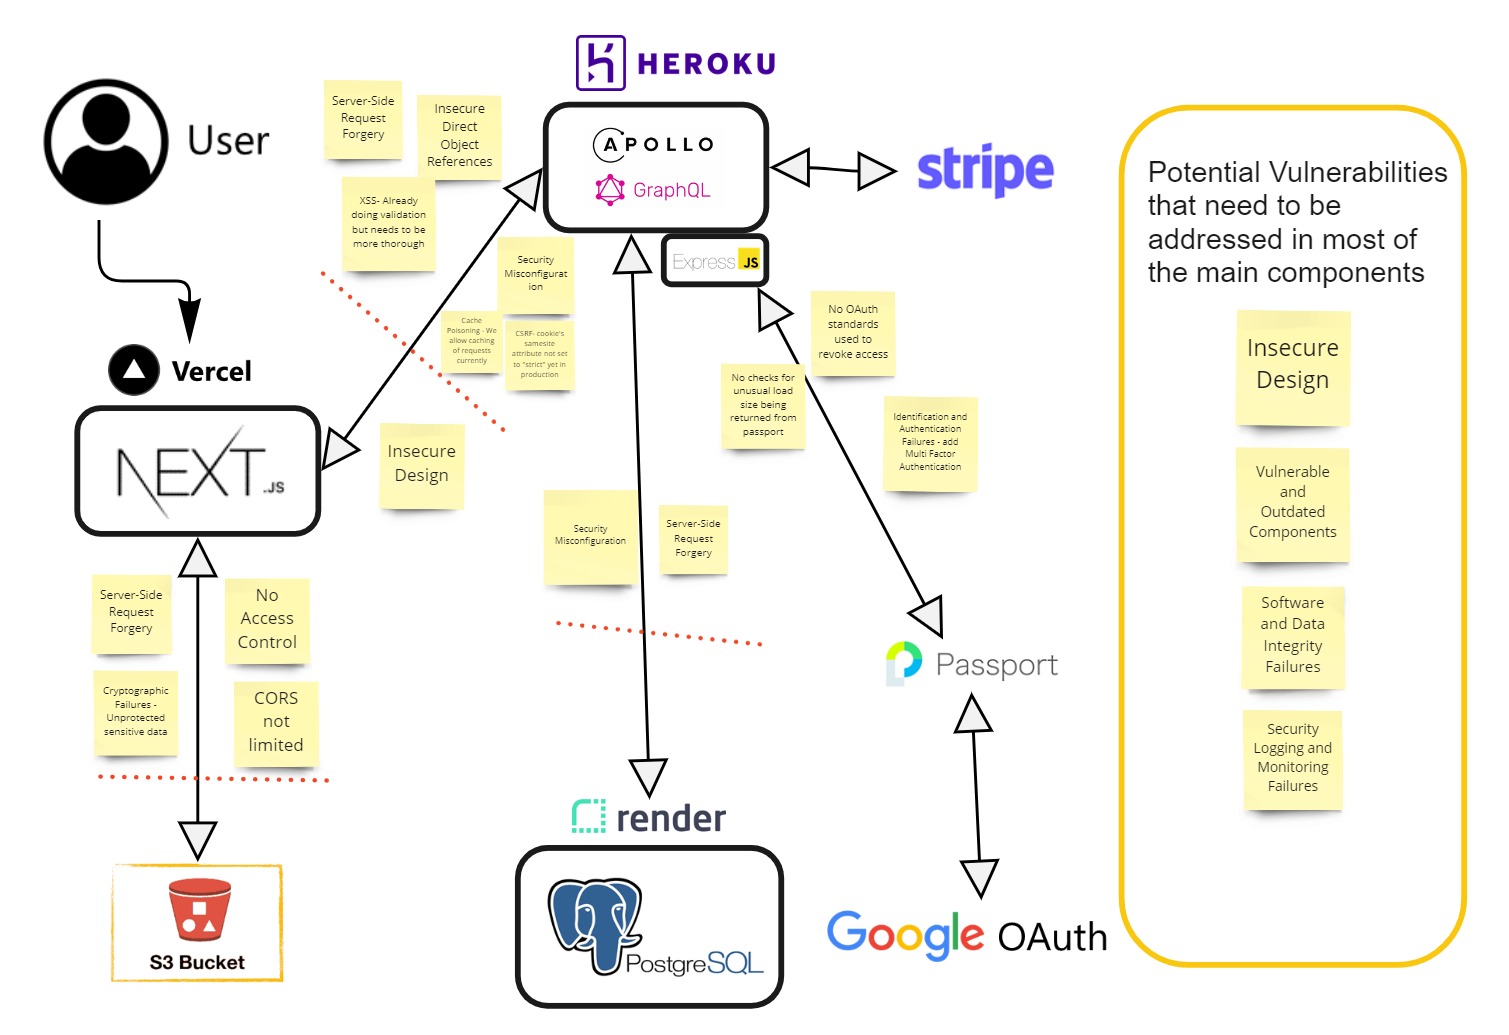 HEROKU
User
Server-Side
Request
Forgery
Insecure
Direct
Object
References
APOLLO
GraphQL
stripe
XSS- Already
doing validation
but needs to be
more thorough
Security
Misconfigurat
ion
Express JS
Cache
Poisoning - We
allow caching
of requests
currently
CSRF- cookie's
samesite
attribute not set
to "strict" yet in
production
No OAuth
standards
used to
revoke access
No checks for
unusual load
size being
returned from
passport
Identification and
Authentication
Failures - add
Multi Factor
Authentication
Vercel
NEXT.JS
Insecure
Design
Security
Misconfiguration
Server-Side
Request
Forgery
Server-Side
Request
Forgery
No
Access
Control
Cryptographic
Failures -
Unprotected
sensitive data
CORS
not
limited
Passport
render
S3 Bucket
PostgreSQL
Google OAuth
Potential Vulnerabilities
that need to be
addressed in most of
the main components
Insecure
Design
Vulnerable
and
Outdated
Components
Software
and Data
Integrity
Failures
Security
Logging and
Monitoring
Failures